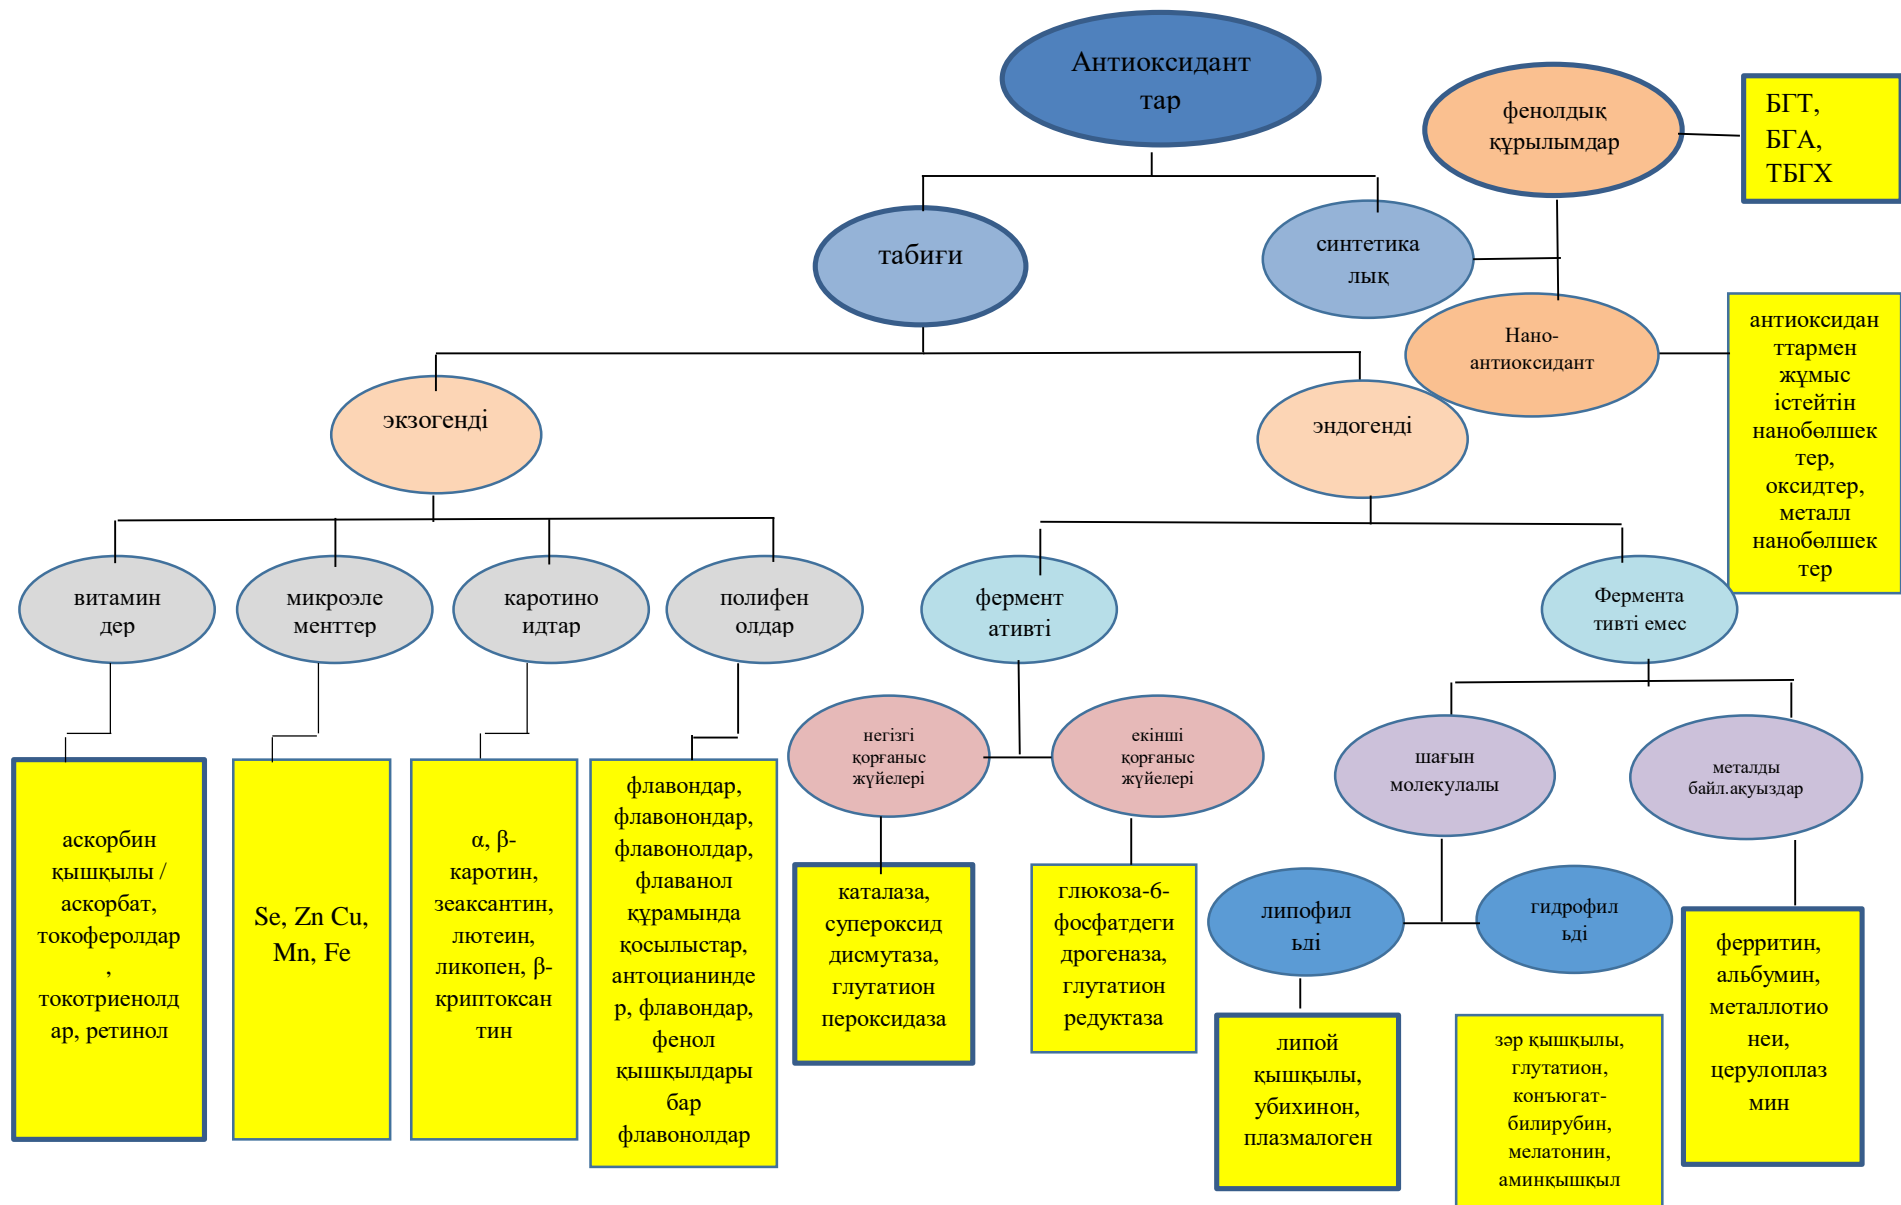 Антиоксидант
тар
фенолдық
құрылымдар
БГТ,
БГА,
ТБГХ
табиғи
синтетика
лық
Нано-
антиоксидант
антиоксидан
ттармен
жұмыс
істейтін
нанобөлшек
тер,
оксидтер,
металл
нанобөлшек
тер
экзогенді
эндогенді
витамин
дер
микроэле
менттер
каротино
идтар
полифен
олдар
фермент
ативті
Фермента
тивті емес
негізгі
қорғаныс
жүйелері
екінші
қорғаныс
жүйелері
шағын
молекулалы
металды
байл.ақуыздар
аскорбин
қышқылы /
аскорбат,
токоферолдар
,
токотриенолд
ар, ретинол
Se, Zn Cu,
Mn, Fe
α, β-
каротин,
зеаксантин,
лютеин,
ликопен, β-
криптоксан
тин
флавондар,
флавонондар,
флавонолдар,
флаванол
құрамында
қосылыстар,
антоцианинде
р, флавондар,
фенол
қышқылдары
бар
флавонолдар
каталаза,
супероксид
дисмутаза,
глутатион
пероксидаза
глюкоза-6-
фосфатдеги
дрогеназа,
глутатион
редуктаза
липофил
ьді
гидрофил
ьді
липой
қышқылы,
убихинон,
плазмалоген
зәр қышқылы,
глутатион,
конъюгат-
билирубин,
мелатонин,
аминқышқыл
ферритин,
альбумин,
металлотио
неи,
церулоплаз
мин